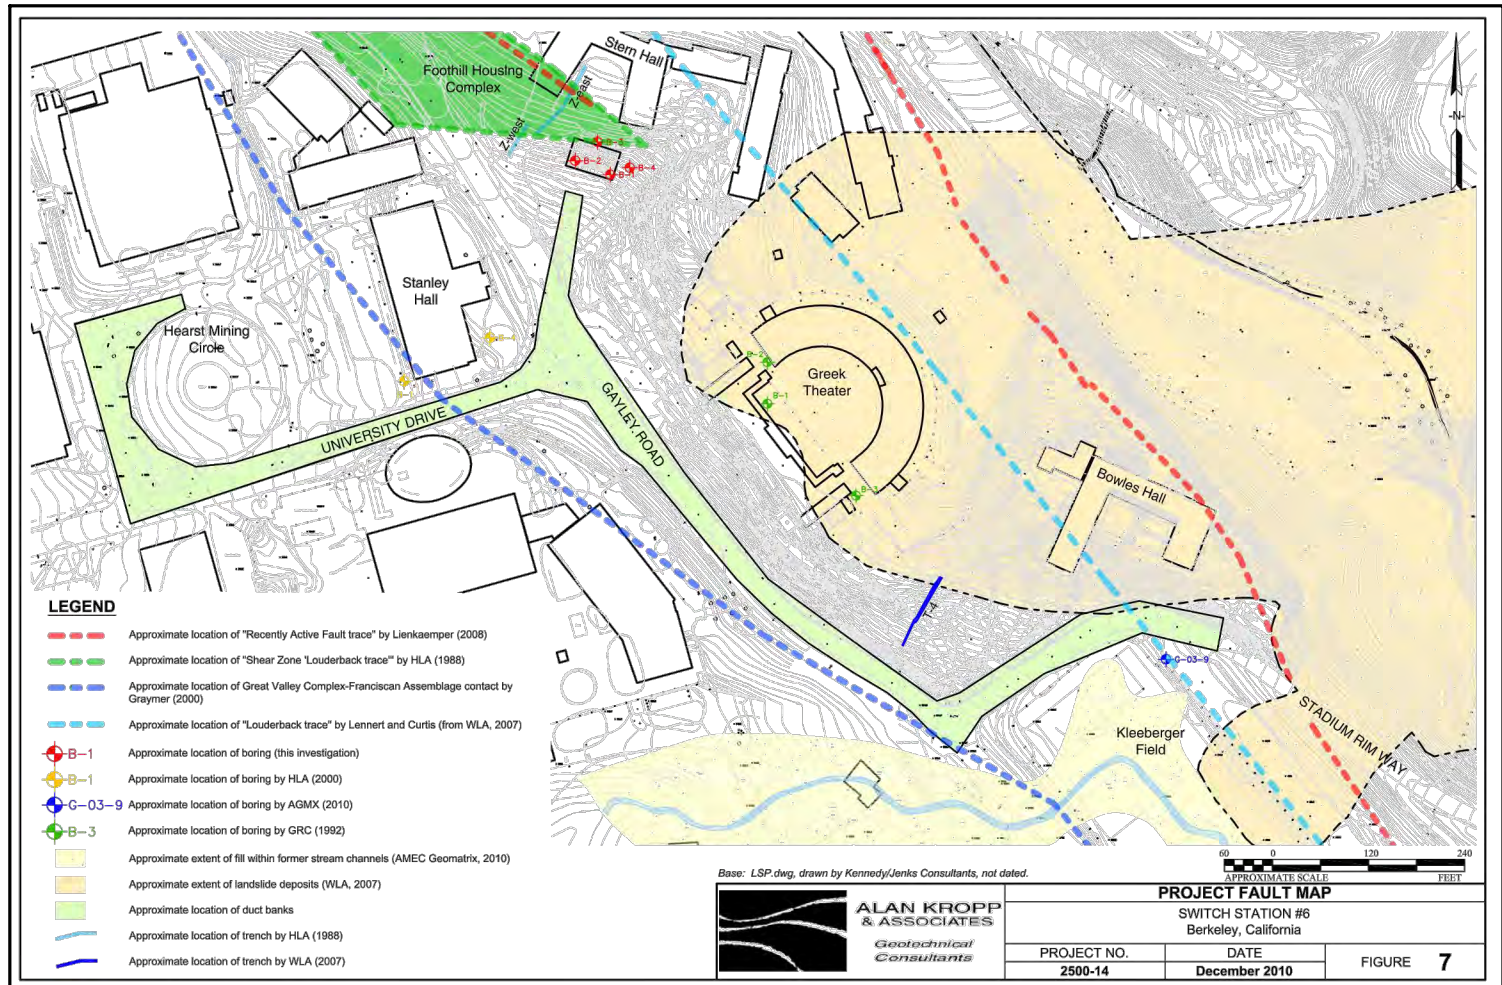 Foothill Housing
Complex
Stern Hall
Z-east
Z-west
B-3
B-2
B-4
-N-
Stanley
Hall
Hearst Mining
Circle
UNIVERSITY DRIVE
GAYLEY ROAD
B-2
B-1
B-3
Greek
Theater
Bowles Hall
T-4
G-03-9
Kleeberger
Field
STADIUM RIM WAY
LEGEND
Approximate location of "Recently Active Fault trace" by Lienkaemper (2008)
Approximate location of "Shear Zone 'Louderback trace'" by HLA (1988)
Approximate location of Great Valley Complex-Franciscan Assemblage contact by
Graymer (2000)
Approximate location of "Louderback trace" by Lennert and Curtis (from WLA, 2007)
B-1 Approximate location of boring (this investigation)
B-1 Approximate location of boring by HLA (2000)
G-03-9 Approximate location of boring by AGMX (2010)
B-3 Approximate location of boring by GRC (1992)
Approximate extent of fill within former stream channels (AMEC Geomatrix, 2010)
Approximate extent of landslide deposits (WLA, 2007)
Approximate location of duct banks
Approximate location of trench by HLA (1988)
Approximate location of trench by WLA (2007)
60 0 120 240
APPROXIMATE SCALE FEET
Base: LSP.dwg, drawn by Kennedy/Jenks Consultants, not dated.
ALAN KROPP
& ASSOCIATES
Geotechnical
Consultants
PROJECT FAULT MAP
SWITCH STATION #6
Berkeley, California
PROJECT NO. DATE
2500-14 December 2010
FIGURE 7